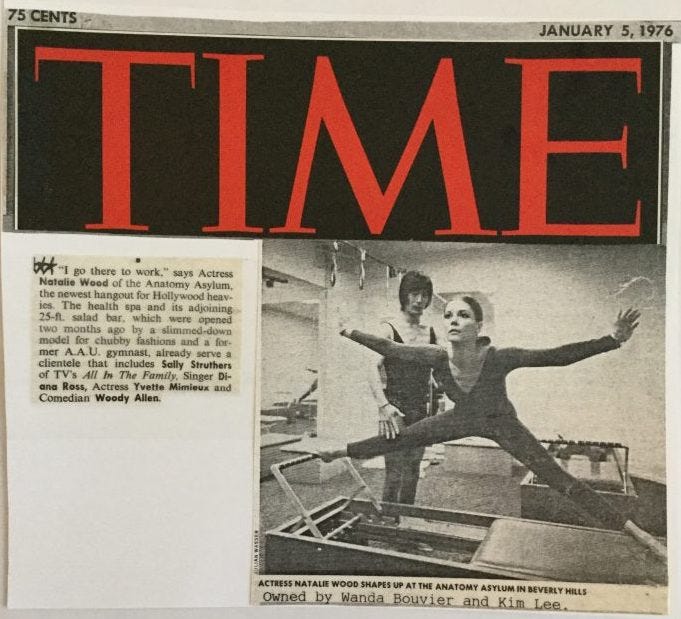 75 CENTS
JANUARY 5, 1976
TIME
"I go there to work," says Actress
Natalie Wood of the Anatomy Asylum,
the newest hangout for Hollywood heav-
ies. The health spa and its adjoining
25-ft. salad bar, which were opened
two months ago by a slimmed-down
model for chubby fashions and a for-
mer A.A.U. gymnast, already serve a
clientele that includes Sally Struthers
of TV's All In The Family, Singer Di-
ana Ross, Actress Yvette Mimieux and
Comedian Woody Allen.
JULIAN WASSER
ACTRESS NATALIE WOOD SHAPES UP AT THE ANATOMY ASYLUM IN BEVERLY HILLS
Owned by Wanda Bouvier and Kim Lee.